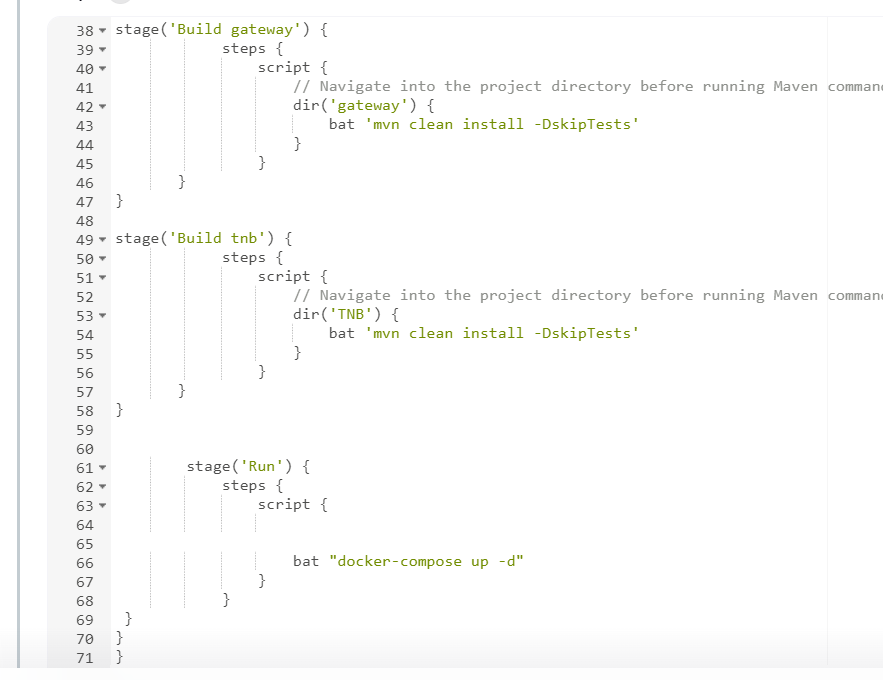 38 stage('Build gateway') {
39 steps {
40 script {
41 // Navigate into the project directory before running Maven
42 dir('gateway') {
43 bat 'mvn clean install -DskipTests'
44 }
45 }
46 }
47 }
48
49 stage('Build tnb') {
50 steps {
51 script {
52 // Navigate into the project directory before running Maven
53 dir('TNB') {
54 bat 'mvn clean install -DskipTests'
55 }
56 }
57 }
58 }
59
60
61 stage('Run') {
62 steps {
63 script {
64
65
66 bat "docker-compose up -d"
67 }
68 }
69 }
70 }
71 }